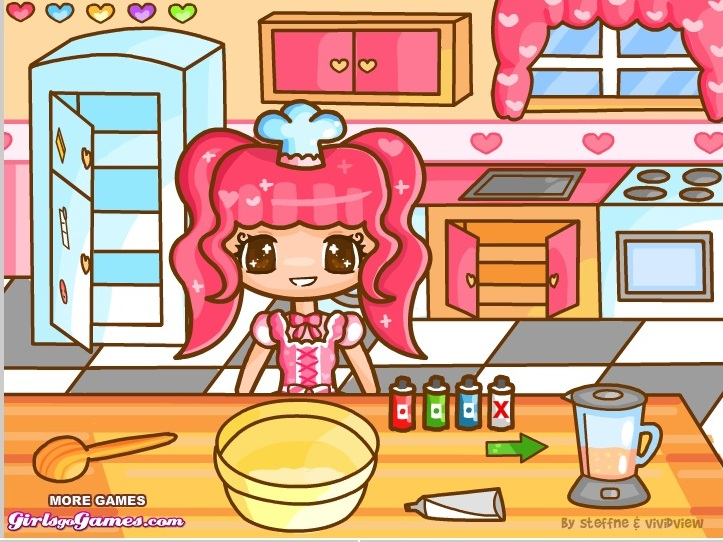 X
MORE GAMES
GirlsgoGames.com
By steffne & vividview